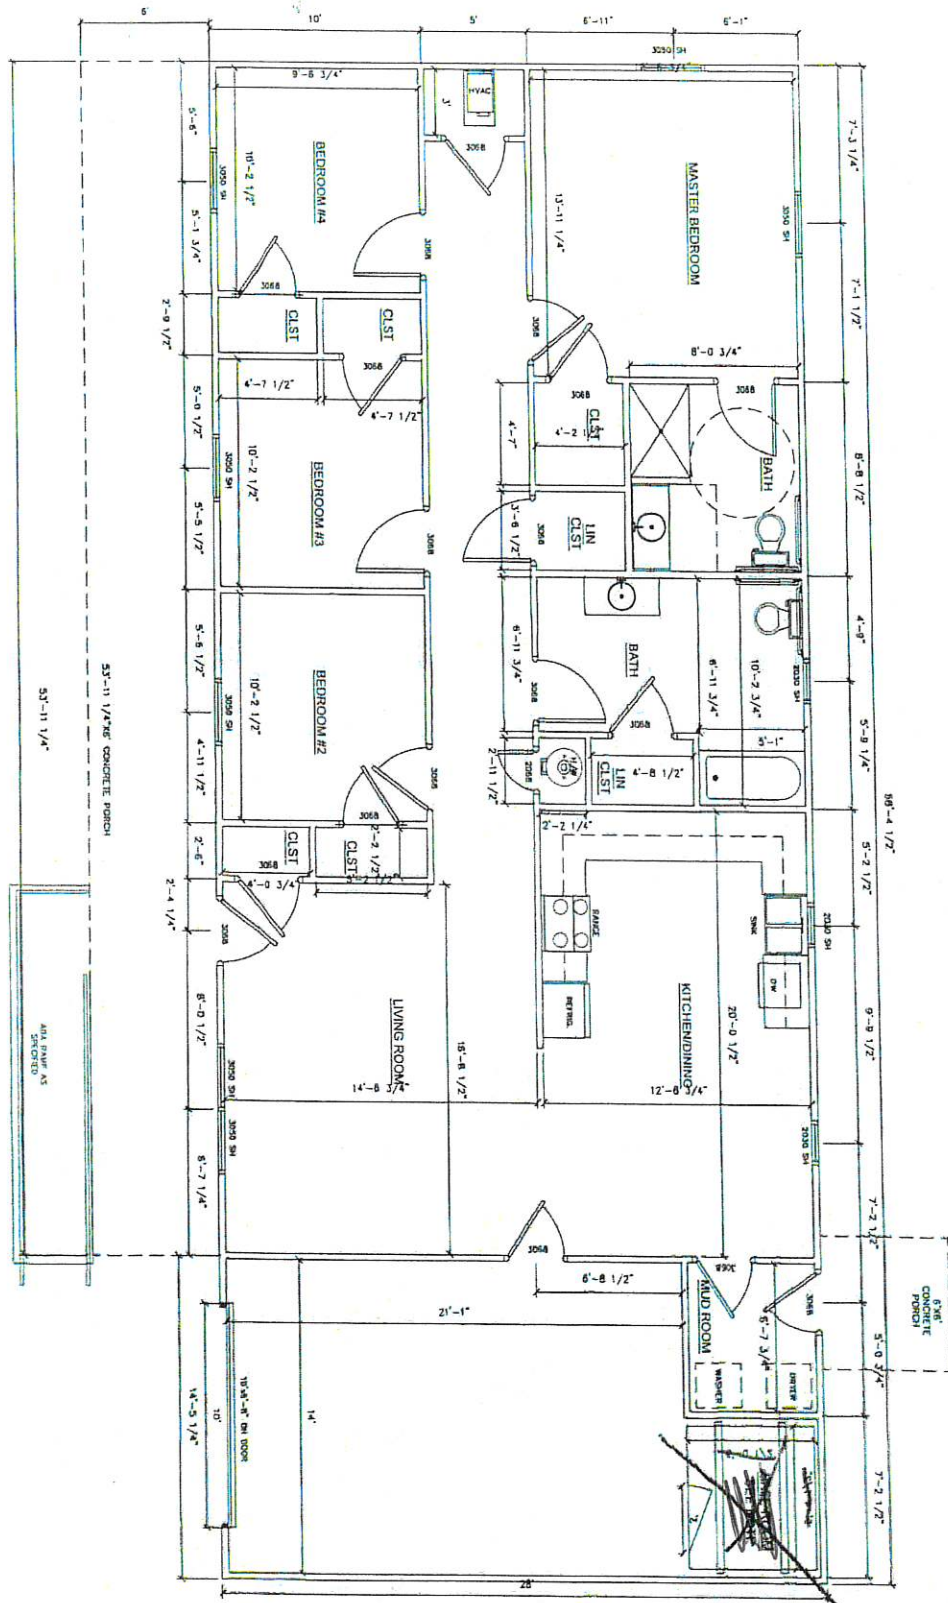 6'
10'
5'
6'-11"
6'-1"
3050 SH
9'-6 3/4"
HVAC
3'
3068
5'-6"
10'-2 1/2"
BEDROOM #4
3050 SH
5'-1 3/4"
3068
3068
MASTER BEDROOM
13'-11 1/4"
3050 SH
7'-3 1/4"
7'-1 1/2"
2'-9 1/2"
CLST
CLST
3068
3068
8'-0 3/4"
3068
4'-7 1/2"
4'-7 1/2"
5'-0 1/2"
10'-2 1/2"
BEDROOM #3
3050 SH
5'-5 1/2"
3068
3068
CLST
4'-7"
LIN
CLST
3068
3'-6 1/2"
BATH
8'-8 1/2"
5'-6 1/2"
10'-2 1/2"
BEDROOM #2
3050 SH
4'-11 1/2"
3068
3068
BATH
6'-11 3/4"
6'-11 3/4"
10'-2 3/4"
3068
3068
4'-9"
2030 SH
5'-1"
5'-9 1/4"
2068
H/W
2'-11 1/2"
LIN
CLST
4'-8 1/2"
2'-2 1/4"
58'-4 1/2"
2'-6"
CLST
CLST
2'-2 1/2"
3068
4'-0 3/4"
2'-4 1/4"
3068
53'-11 1/4"
53'-11 1/4"X6' CONCRETE PORCH
ADA RAMP AS
SPECIFIED
8'-0 1/2"
3050 SH
3050 SH
6'-7 1/4"
LIVING ROOM
14'-6 3/4"
16'-8 1/2"
RANGE
REFRIG.
SINK
DW
2030 SH
5'-2 1/2"
KITCHEN/DINING
20'-0 1/2"
12'-6 3/4"
9'-9 1/2"
2030 SH
7'-2 1/2"
3068
3068
6'-8 1/2"
MUD ROOM
3068
5'-7 3/4"
5'-0 3/4"
WASHER
DRYER
6'X6'
CONCRETE
PORCH
21'-1"
14'
10'
14'-5 1/4"
7'-2 1/2"
28'